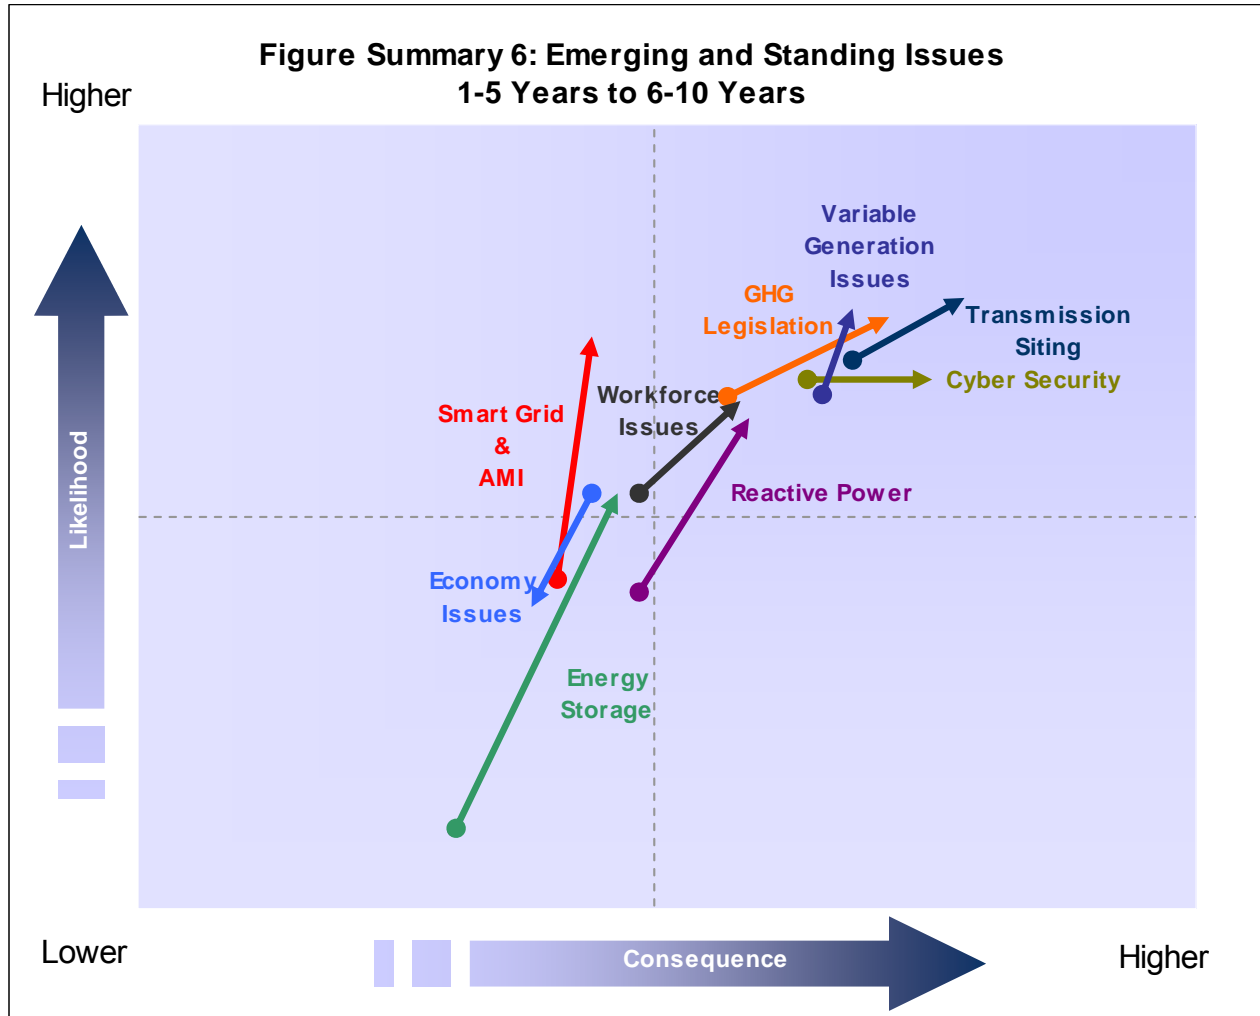 Figure Summary 6: Emerging and Standing Issues
1-5 Years to 6-10 Years
Higher
Variable
Generation
Issues
GHG
Legislation
Transmission
Siting
Cyber Security
Workforce
Issues
Smart Grid
&
AMI
Reactive Power
Likelihood
Economy
Issues
Energy
Storage
Lower
Consequence
Higher